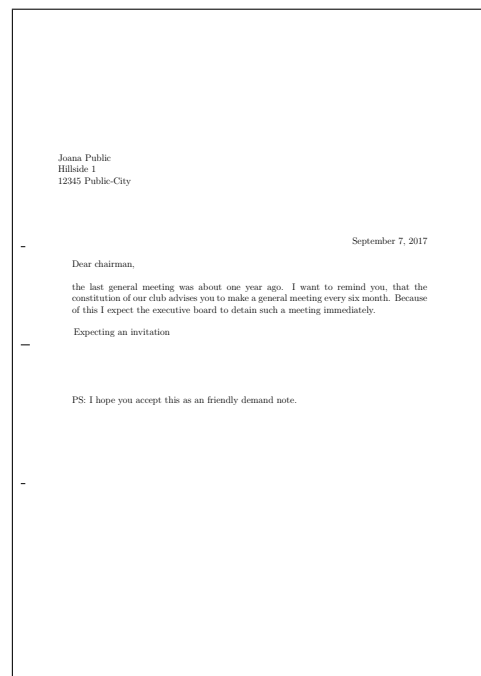 Joana Public
Hillside 1
12345 Public-City
September 7, 2017
Dear chairman,
the last general meeting was about one year ago. I want to remind you, that the
constitution of our club advises you to make a general meeting every six month. Because
of this I expect the executive board to detain such a meeting immediately.
Expecting an invitation
PS: I hope you accept this as an friendly demand note.